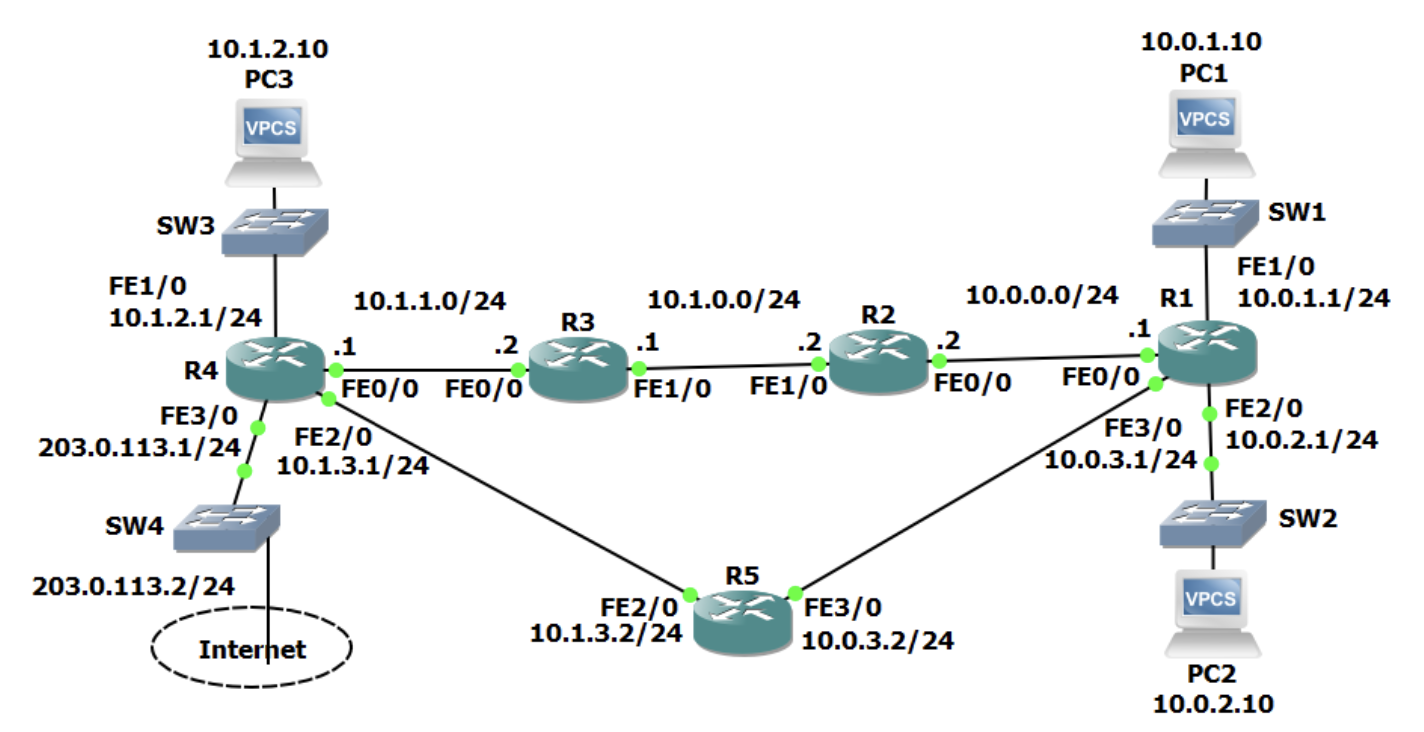 10.1.2.10
PC3
VPCS
SW3
FE1/0
10.1.2.1/24
R4
.1
FE0/0
10.1.1.0/24
.2
FE0/0
R3
.1
FE1/0
10.1.0.0/24
.2
FE1/0
R2
.2
FE0/0
10.0.0.0/24
.1
FE0/0
R1
10.0.1.10
PC1
VPCS
SW1
FE1/0
10.0.1.1/24
FE3/0
203.0.113.1/24
FE2/0
10.1.3.1/24
SW4
203.0.113.2/24
Internet
R5
FE2/0
10.1.3.2/24
FE3/0
10.0.3.2/24
FE3/0
10.0.3.1/24
FE2/0
10.0.2.1/24
SW2
VPCS
PC2
10.0.2.10